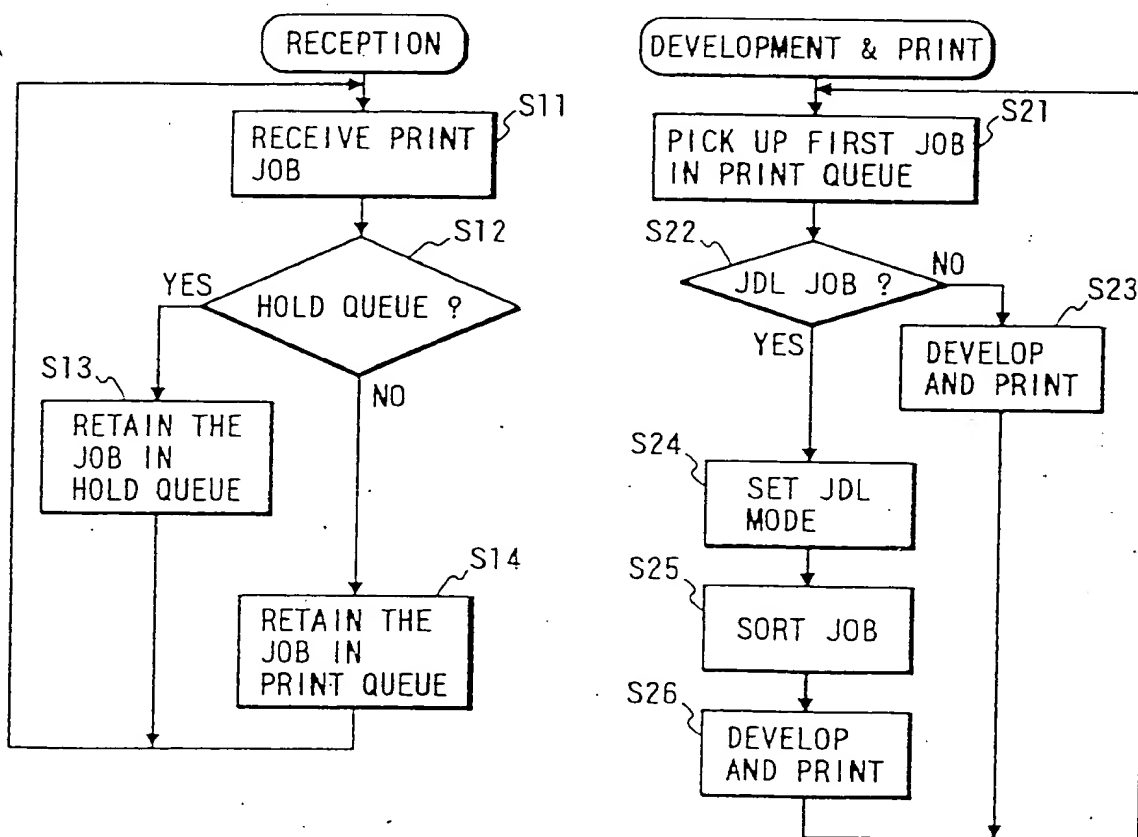 RECEPTION
S11
RECEIVE PRINT
JOB
S12
HOLD QUEUE ?
YES
NO
S13
RETAIN THE
JOB IN
HOLD QUEUE
S14
RETAIN THE
JOB IN
PRINT QUEUE
DEVELOPMENT & PRINT
S21
PICK UP FIRST JOB
IN PRINT QUEUE
S22
JDL JOB ?
NO
YES
S23
DEVELOP
AND PRINT
S24
SET JDL
MODE
S25
SORT JOB
S26
DEVELOP
AND PRINT